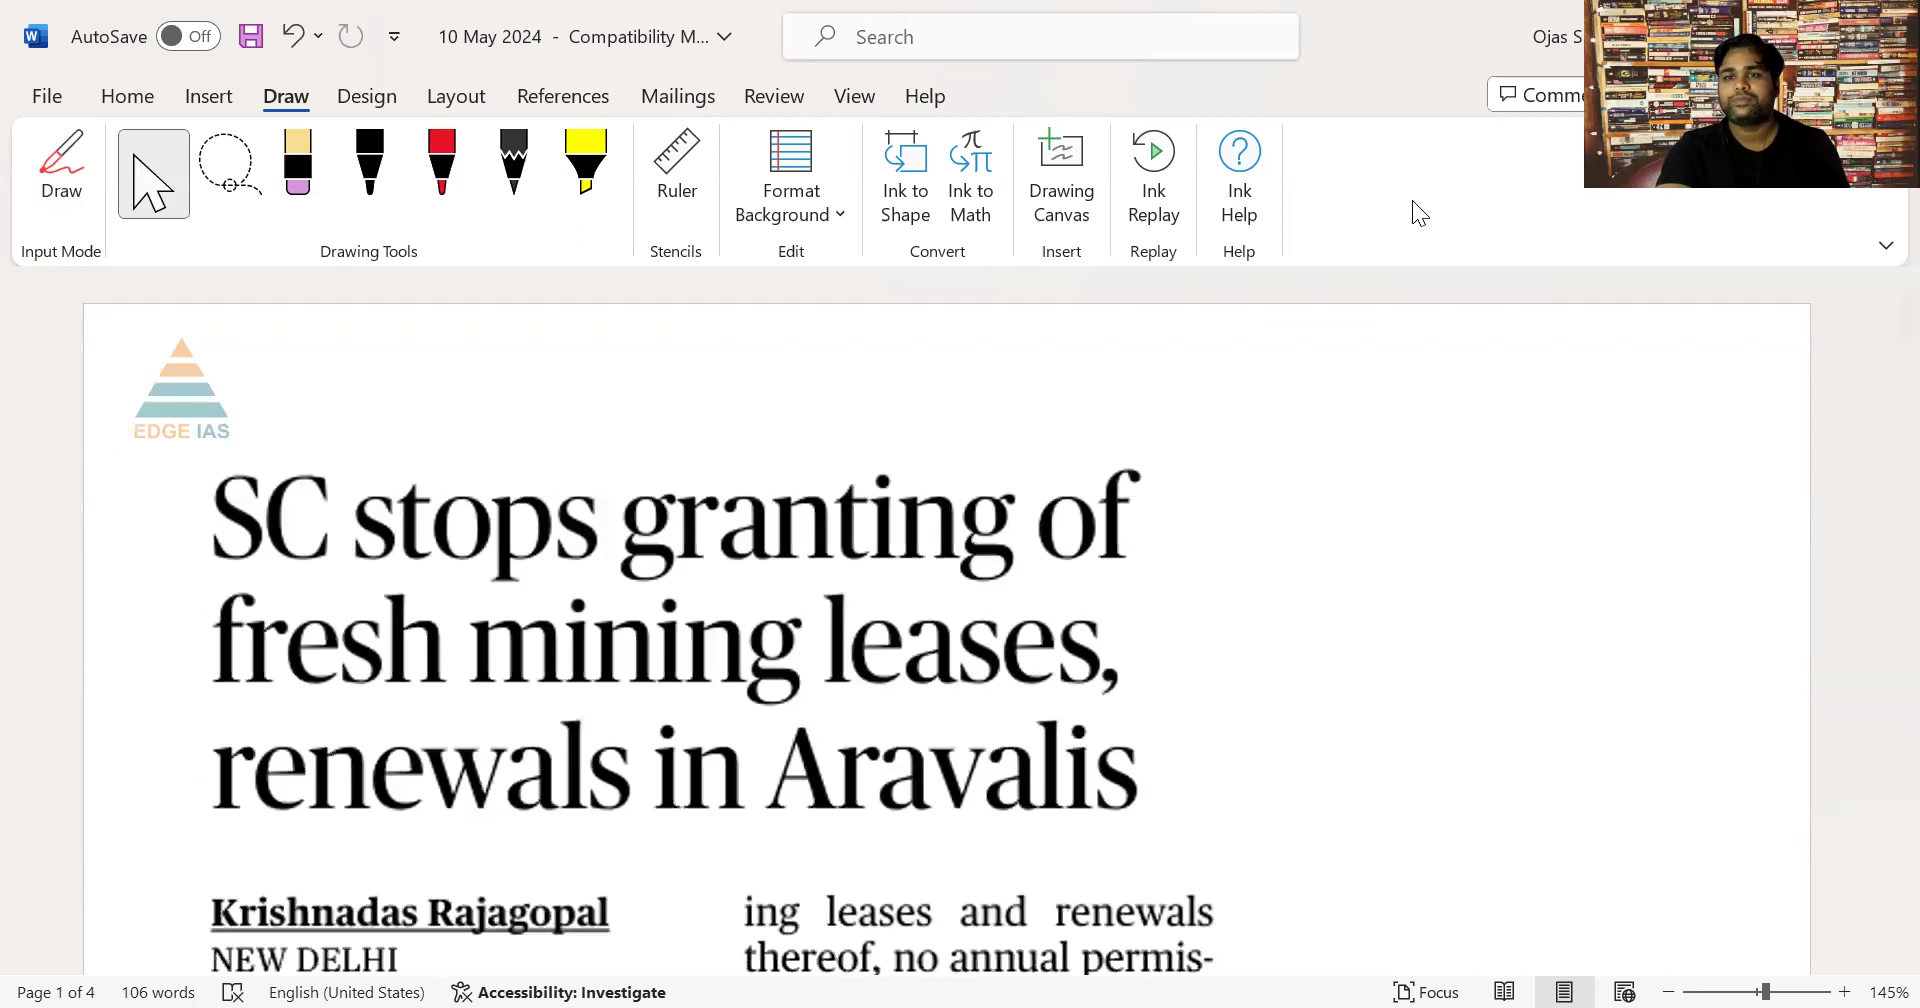 AutoSave Off 10 May 2024 - Compatibility M... Search Ojas S
File Home Insert Draw Design Layout References Mailings Review View Help Comme
Draw Ruler Format Background Ink to Shape Ink to Math Drawing Canvas Ink Replay Ink Help
Input Mode Drawing Tools Stencils Edit Convert Insert Replay Help
EDGE IAS
SC stops granting of
fresh mining leases,
renewals in Aravalis
Krishnadas Rajagopal
NEW DELHI
ing leases and renewals
thereof, no annual permis-
Page 1 of 4 106 words English (United States) Accessibility: Investigate Focus 145%